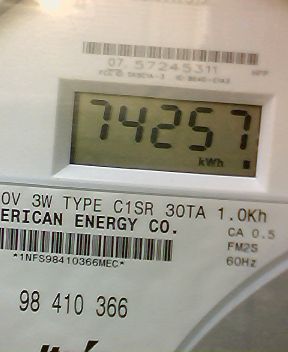 07 57245311
74257
kWh
0V 3W TYPE C1SR 30TA 1.0Kh
ERICAN ENERGY CO.
CA 0.5
FM2S
60Hz
*1NFS98410366MEC*
98 410 366